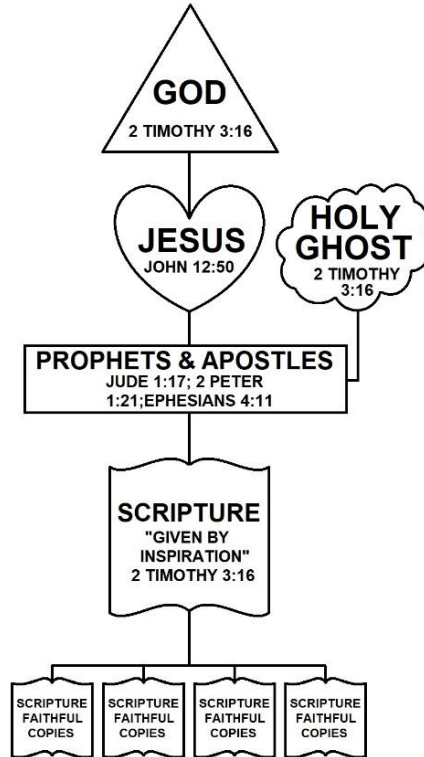 GOD
2 TIMOTHY 3:16
JESUS
JOHN 12:50
HOLY
GHOST
2 TIMOTHY
3:16
PROPHETS & APOSTLES
JUDE 1:17; 2 PETER
1:21;EPHESIANS 4:11
SCRIPTURE
"GIVEN BY
INSPIRATION"
2 TIMOTHY 3:16
SCRIPTURE
FAITHFUL
COPIES
SCRIPTURE
FAITHFUL
COPIES
SCRIPTURE
FAITHFUL
COPIES
SCRIPTURE
FAITHFUL
COPIES